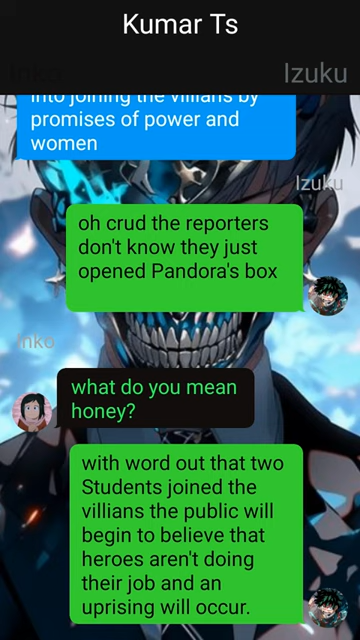 Kumar Ts
Inko
Izuku
into joining the villians by
promises of power and
women
Izuku
oh crud the reporters
don't know they just
opened Pandora's box
Inko
what do you mean
honey?
with word out that two
Students joined the
villians the public will
begin to believe that
heroes aren't doing
their job and an
uprising will occur.